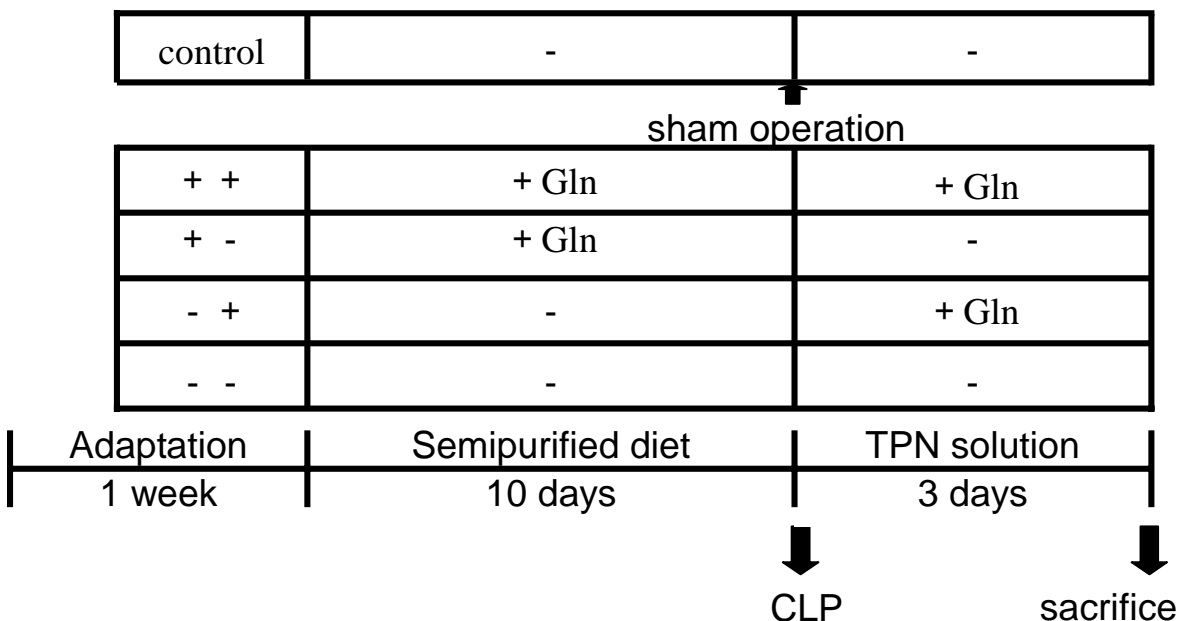 control - -
sham operation
+ + + Gln + Gln
+ - + Gln -
- + - + Gln
- - - -
Adaptation Semipurified diet TPN solution
1 week 10 days 3 days
CLP sacrifice